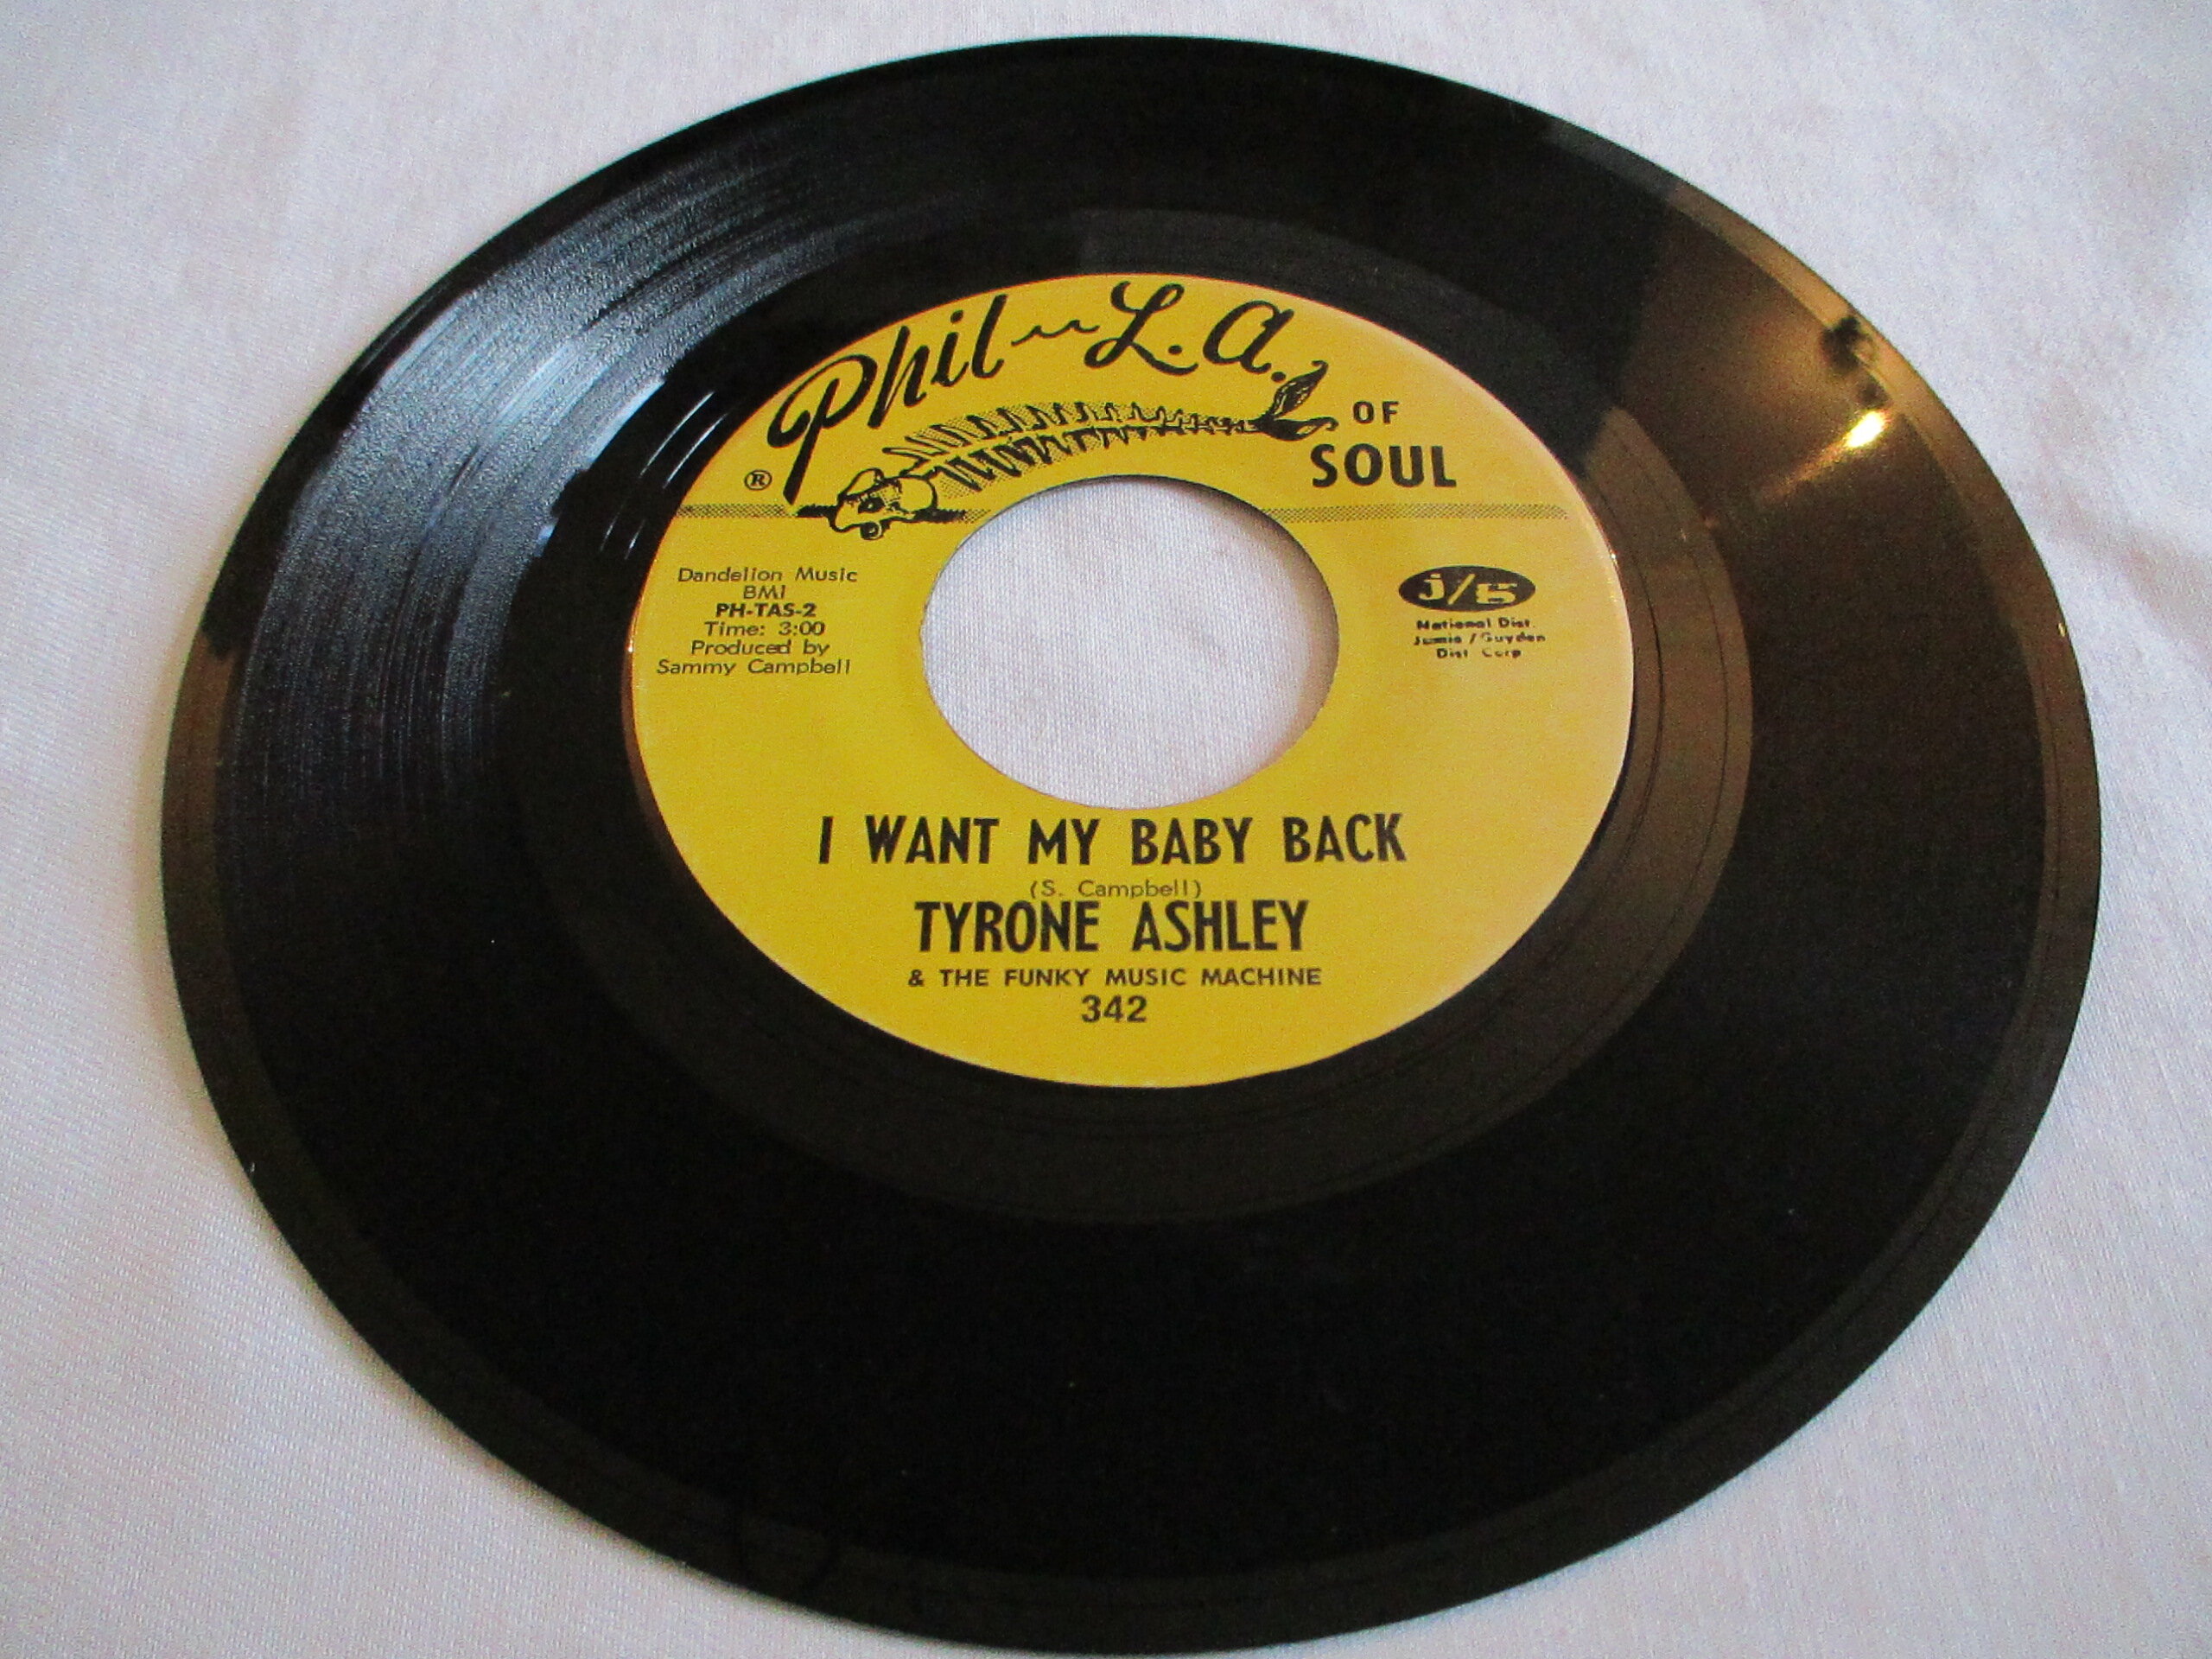 Phil-L.A.
OF
SOUL
®
Dandelion Music
BMI
PH-TAS-2
Time: 3:00
Produced by
Sammy Campbell
j/g
National Dist.
Jamie / Guyden
Dist. Corp.
I WANT MY BABY BACK
(S. Campbell)
TYRONE ASHLEY
& THE FUNKY MUSIC MACHINE
342